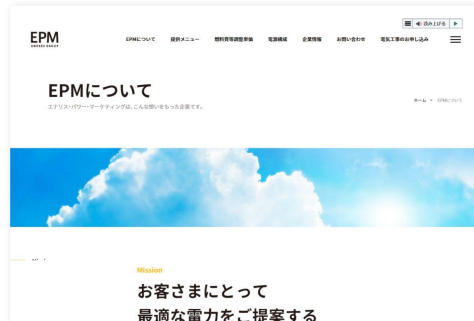 読み上げる
EPM
ENERES GROUP
EPMについて 提供メニュー 燃料費等調整単価 電源構成 企業情報 お問い合わせ 電気工事のお申し込み
EPMについて
エナリス・パワー・マーケティングは、こんな想いをもった企業です。
ホーム EPMについて
Mission
お客さまにとって
最適な電力をご提案する